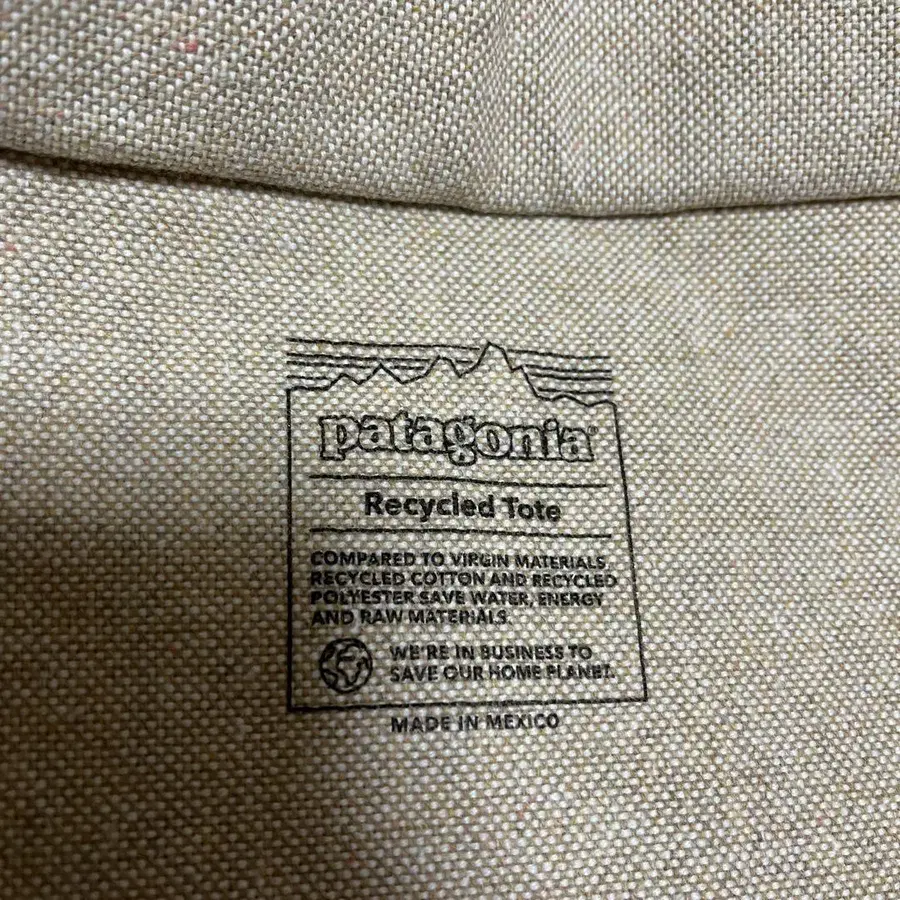 patagonia®
Recycled Tote
COMPARED TO VIRGIN MATERIALS,
RECYCLED COTTON AND RECYCLED
POLYESTER SAVE WATER, ENERGY
AND RAW MATERIALS.
WE'RE IN BUSINESS TO
SAVE OUR HOME PLANET.
MADE IN MEXICO